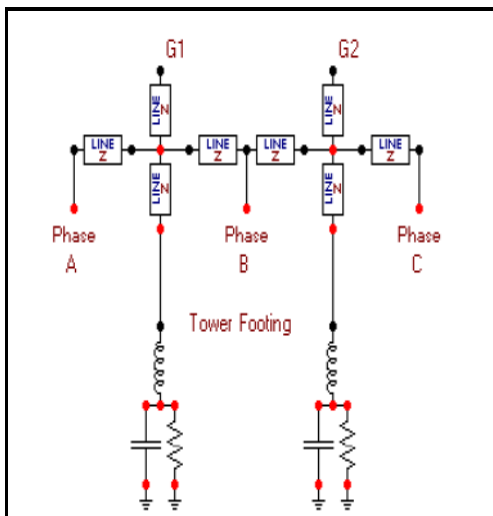 G1 G2
LINE Z LINE Z
LINE Z LINE Z LINE Z LINE Z
LINE Z LINE Z
Phase A Phase B Phase C
Tower Footing